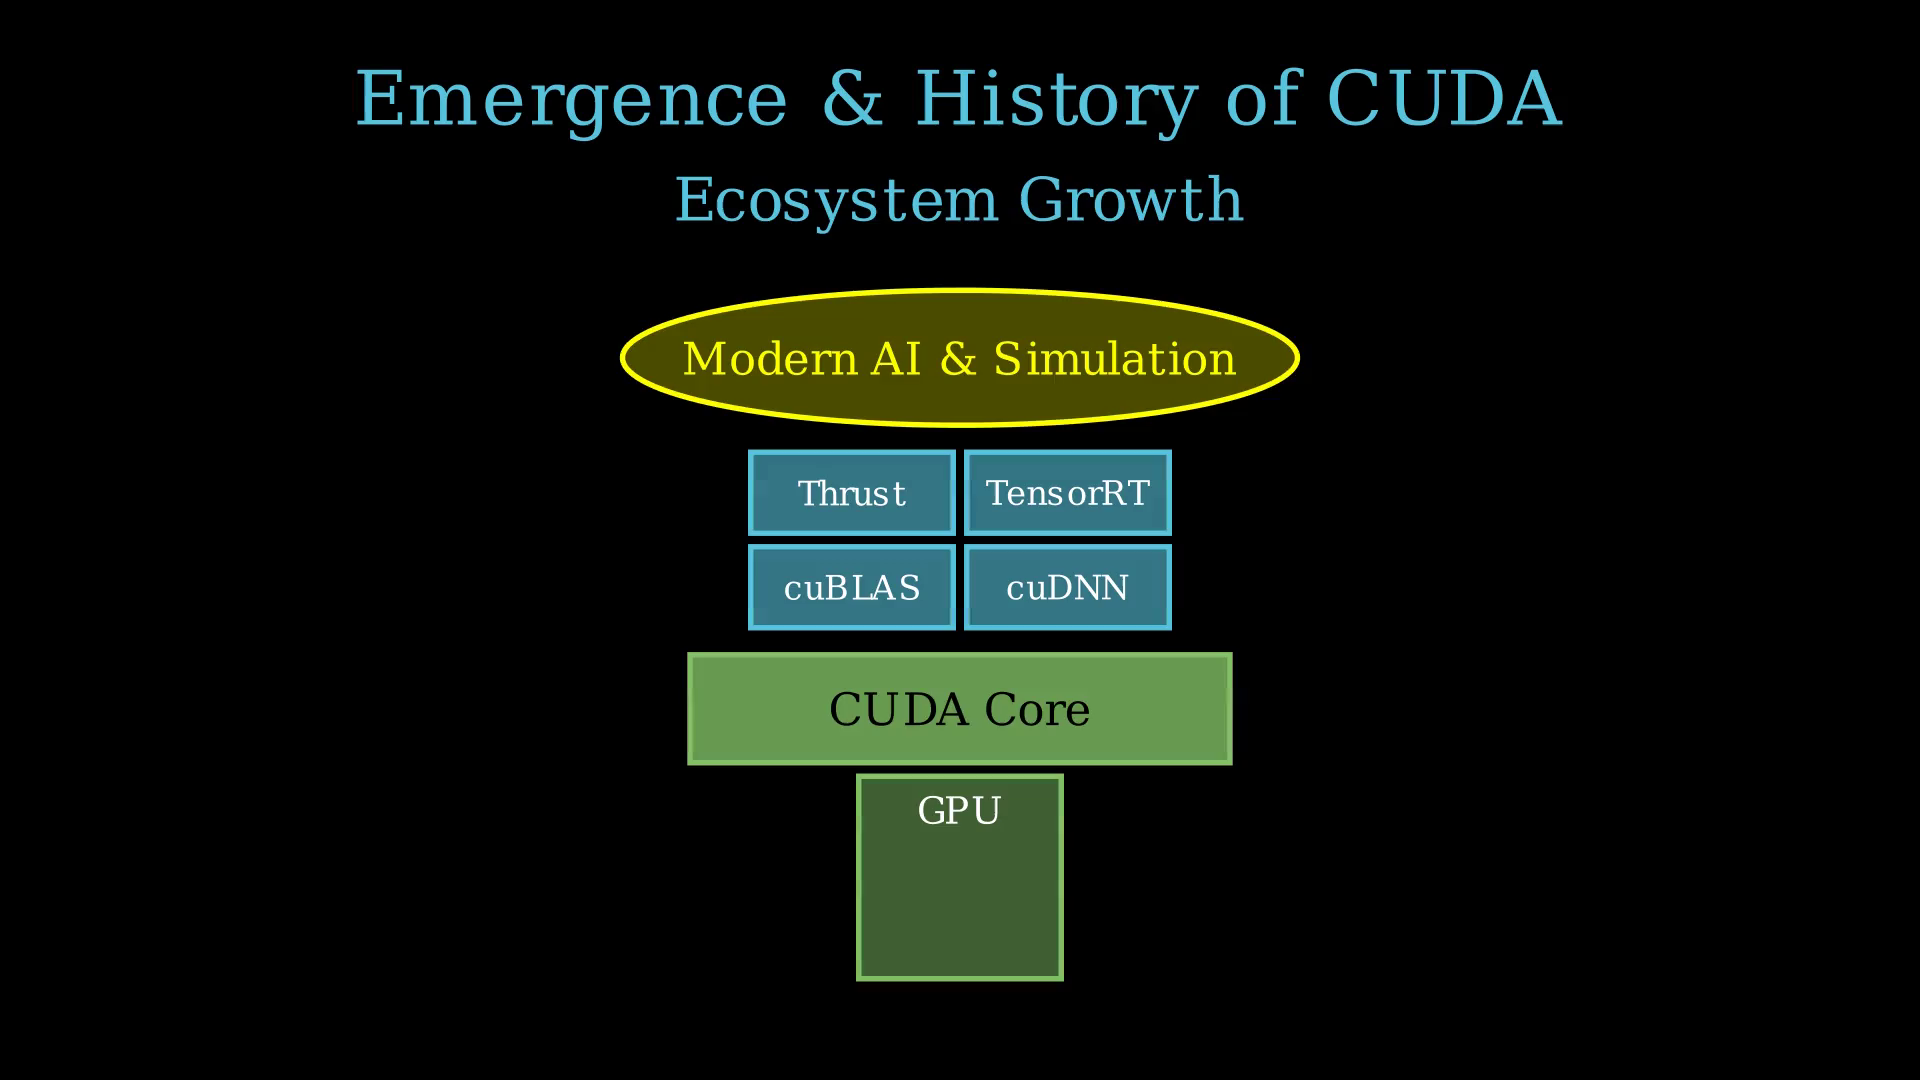 Emergence & History of CUDA
Ecosystem Growth
Modern AI & Simulation
Thrust
TensorRT
cuBLAS
cuDNN
CUDA Core
GPU